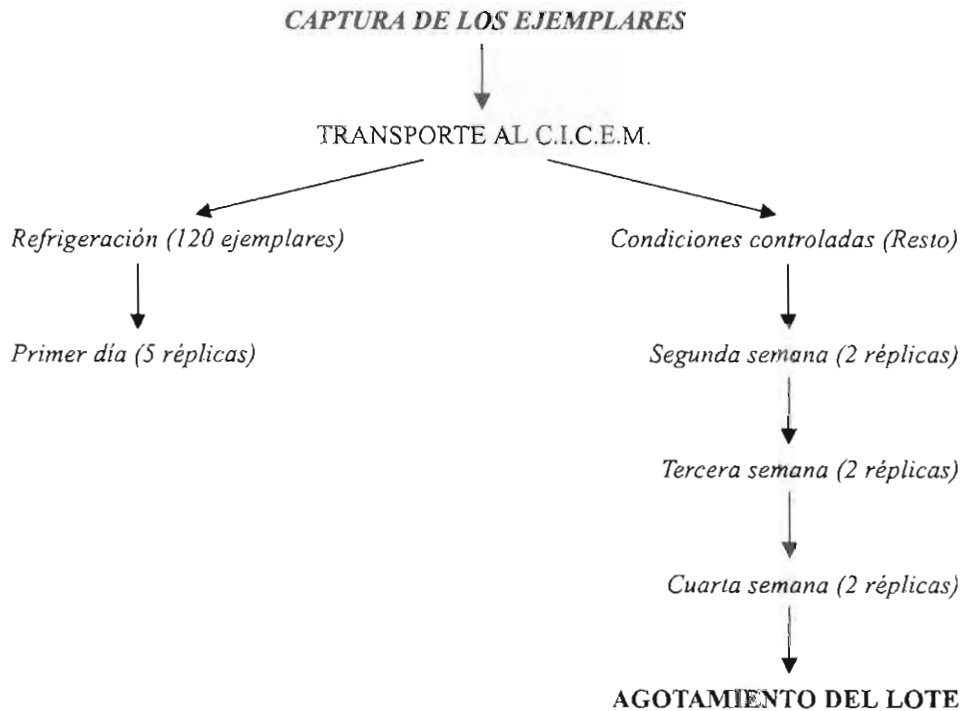 CAPTURA DE LOS EJEMPLARES
TRANSPORTE AL C.I.C.E.M.
Refrigeración (120 ejemplares)
Condiciones controladas (Resto)
Primer día (5 réplicas)
Segunda semana (2 réplicas)
Tercera semana (2 réplicas)
Cuarta semana (2 réplicas)
AGOTAMIENTO DEL LOTE